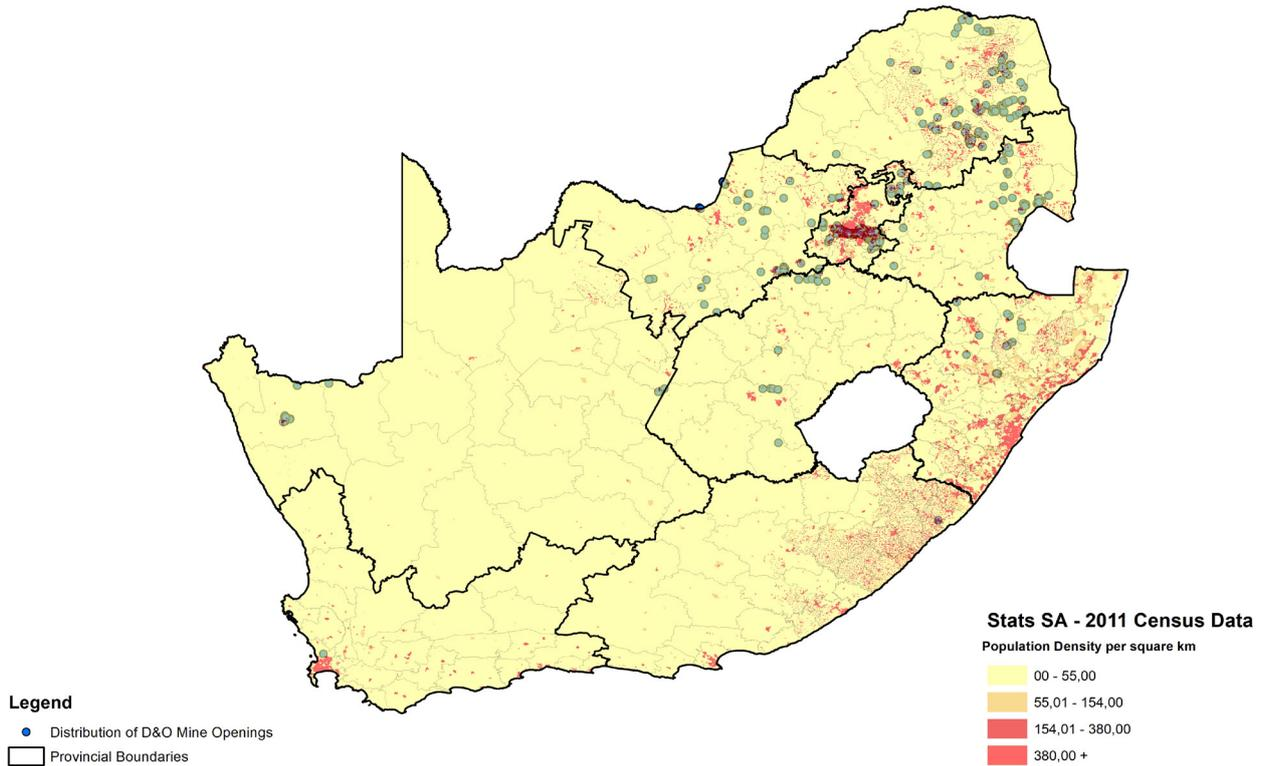 Stats SA - 2011 Census Data
Population Density per square km
00 - 55,00
55,01 - 154,00
154,01 - 380,00
380,00 +
Legend
Distribution of D&O Mine Openings
Provincial Boundaries